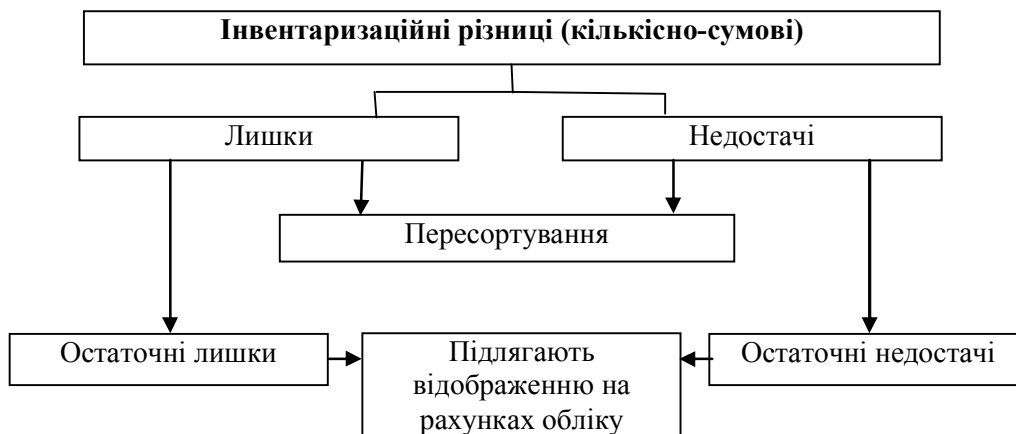 Інвентаризаційні різниці (кількісно-сумові)
Лишки
Недостачі
Пересортування
Остаточні лишки
Підлягають
відображенню на
рахунках обліку
Остаточні недостачі